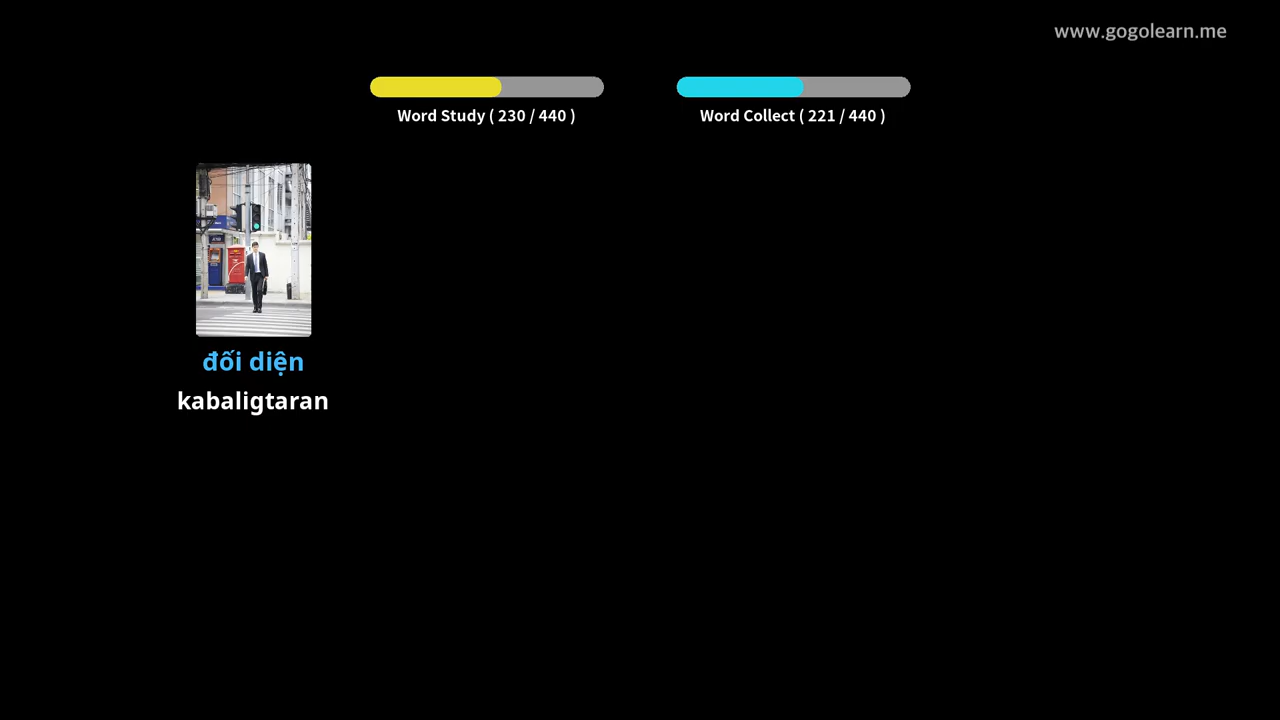 www.gogolearn.me
Word Study ( 230 / 440 )
Word Collect ( 221 / 440 )
đối diện
kabaligtaran